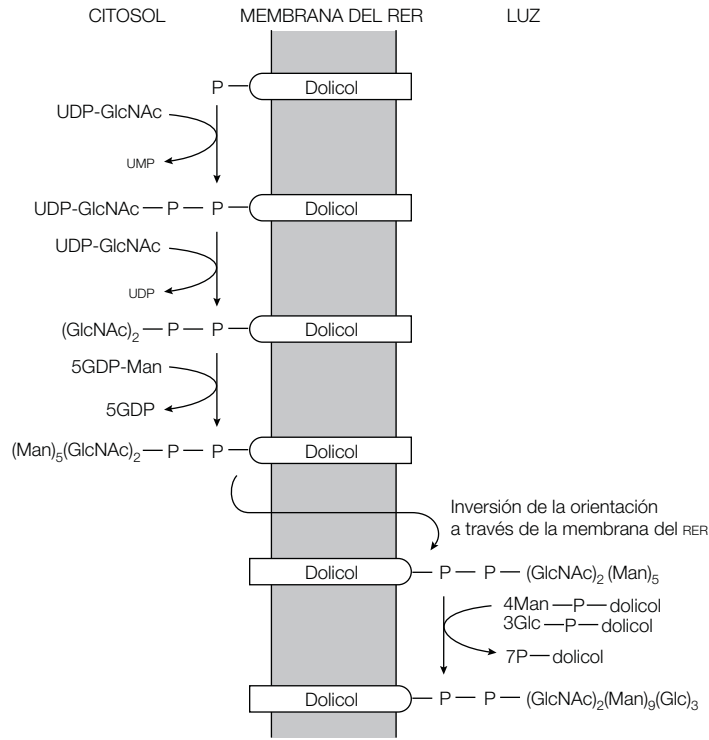 CITOSOL MEMBRANA DEL RER LUZ
P — Dolicol
UDP-GlcNAc
UMP
UDP-GlcNAc — P — P — Dolicol
UDP-GlcNAc
UDP
(GlcNAc)₂ — P — P — Dolicol
5GDP-Man
5GDP
(Man)₅(GlcNAc)₂ — P — P — Dolicol
Inversión de la orientación
a través de la membrana del RER
Dolicol — P — P — (GlcNAc)₂ (Man)₅
4Man — P — dolicol
3Glc — P — dolicol
7P — dolicol
Dolicol — P — P — (GlcNAc)₂(Man)₉(Glc)₃